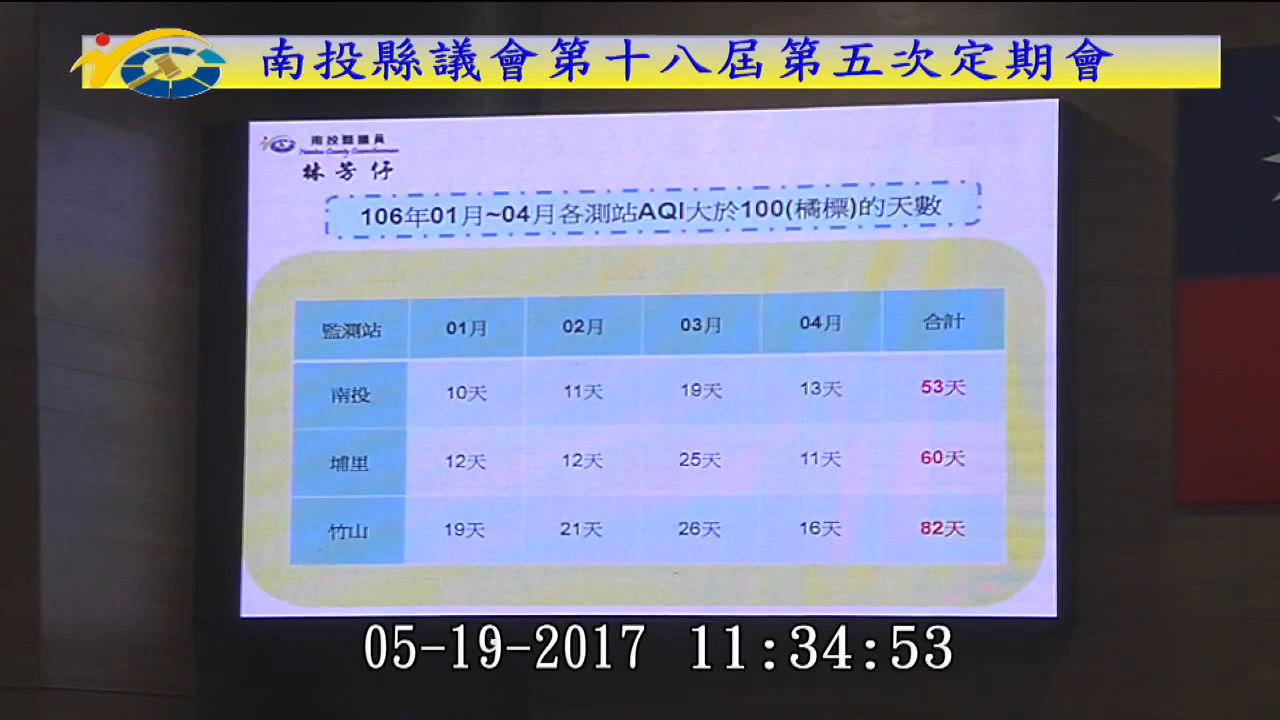 南投縣議會第十八屆第五次定期會
南投縣議員
Nantou County Councilwoman
林芳伃
106年01月~04月各測站AQI大於100(橘標)的天數
監測站 01月 02月 03月 04月 合計
南投 10天 11天 19天 13天 53天
埔里 12天 12天 25天 11天 60天
竹山 19天 21天 26天 16天 82天
05-19-2017 11:34:53